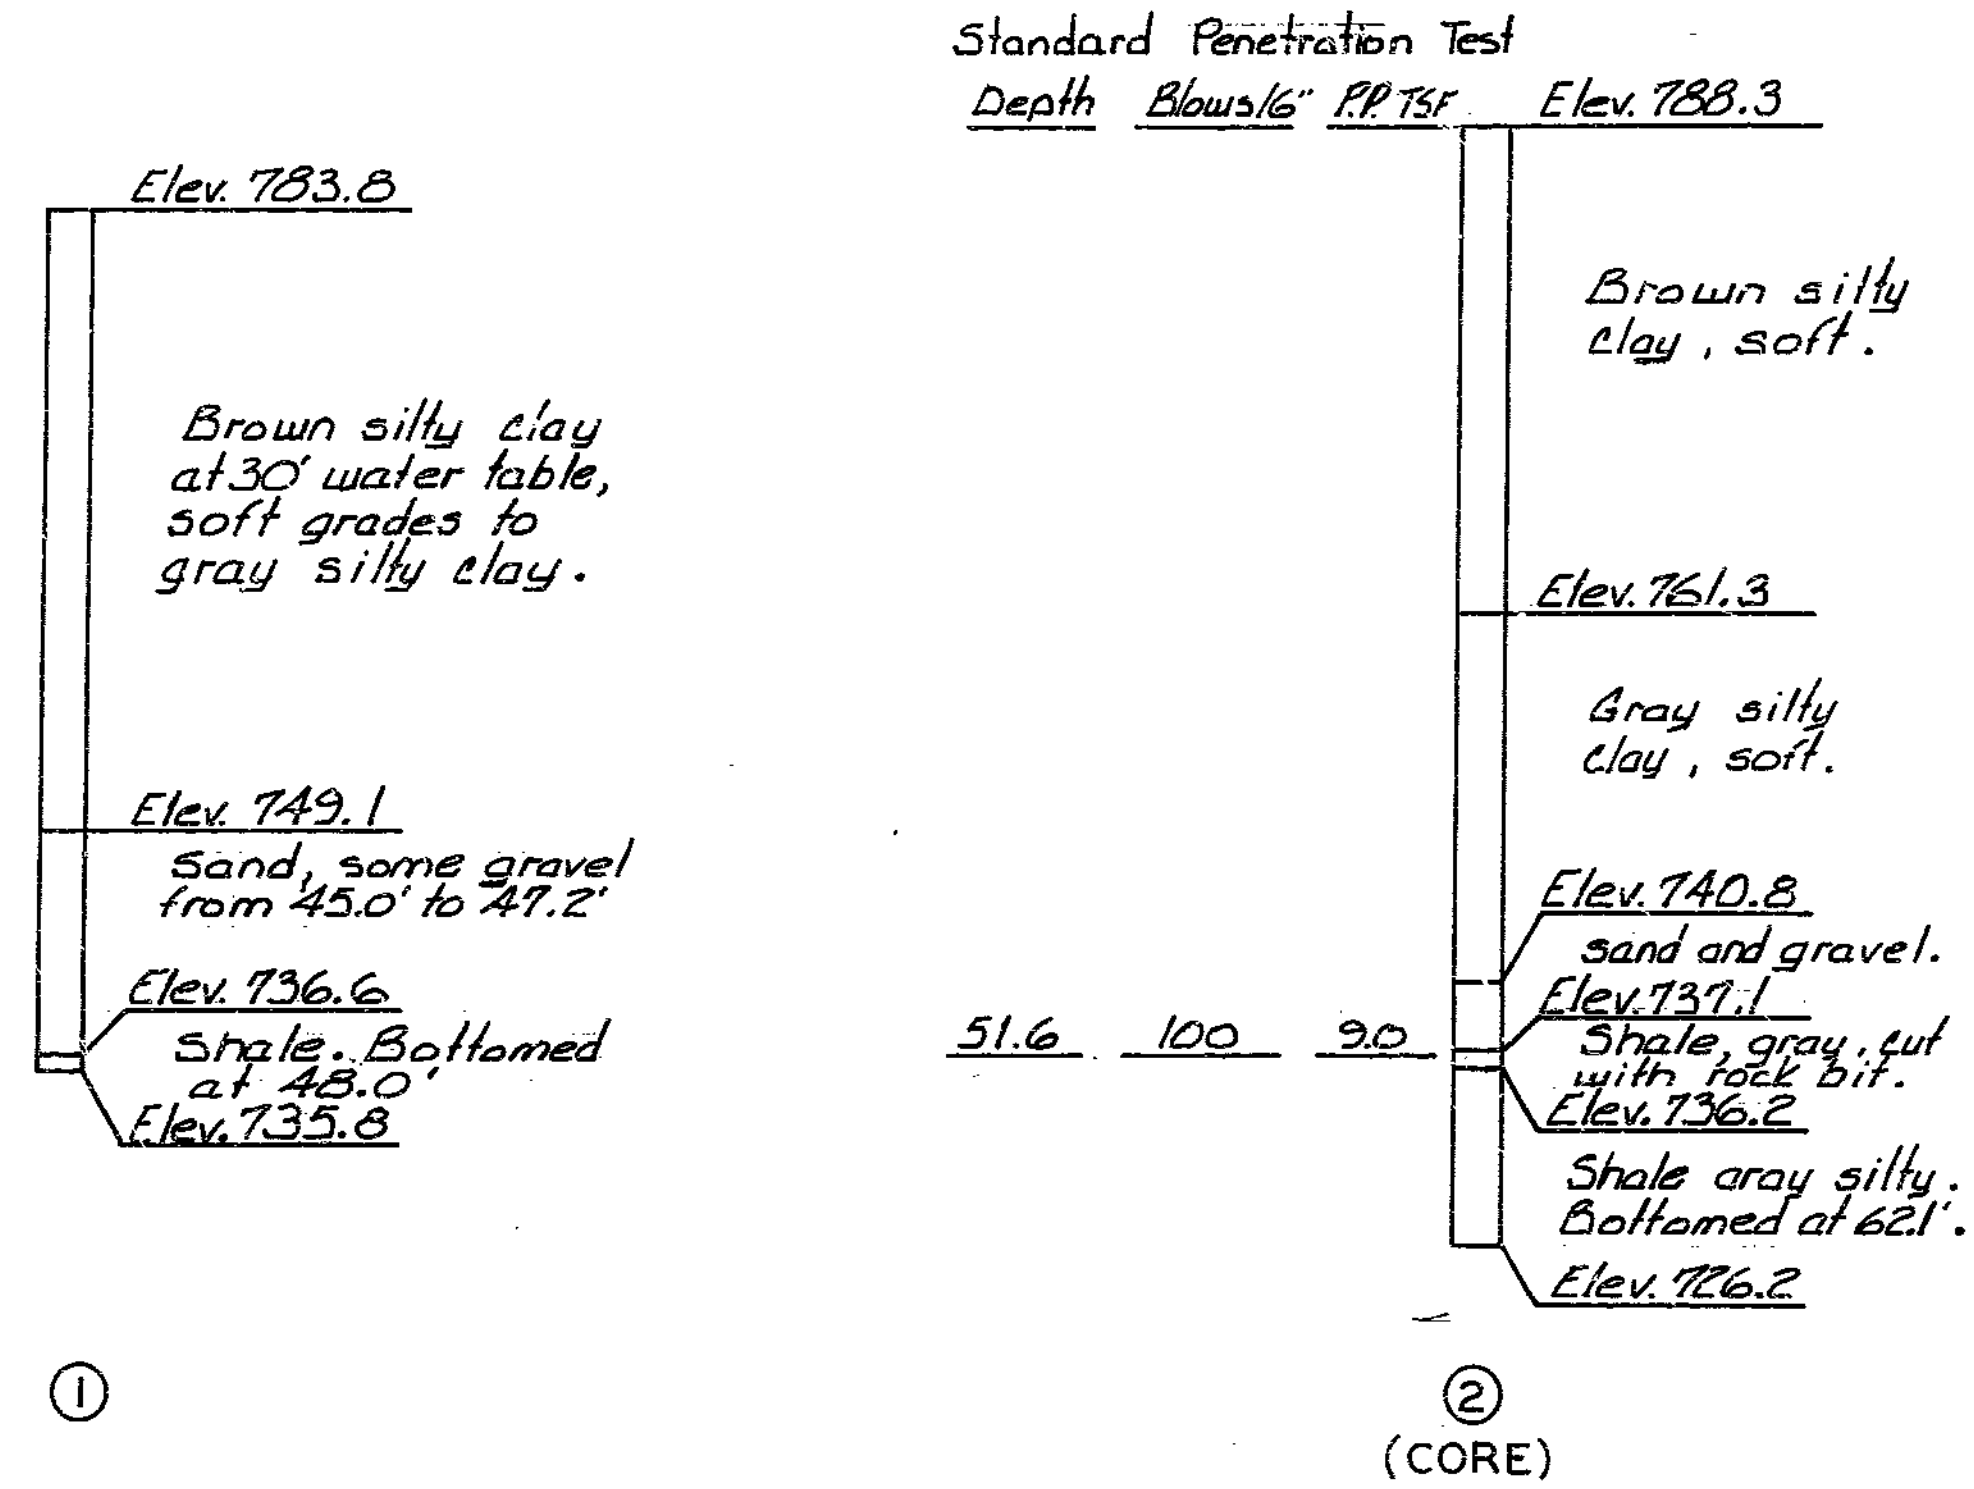 Standard Penetration Test
Depth Blows/6" P.P. TSF Elev. 788.3
Elev. 783.8
Brown silty clay
at 30' water table,
soft grades to
gray silty clay.
Elev. 749.1
Sand, some gravel
from 45.0' to 47.2'
Elev. 736.6
Shale. Bottomed
at 48.0'
Elev. 735.8
1
Brown silty
clay, soft.
Elev. 761.3
Gray silty
clay, soft.
Elev. 740.8
sand and gravel.
Elev. 737.1
51.6 100 9.0
Shale, gray, cut
with rock bit.
Elev. 736.2
Shale gray silty.
Bottomed at 62.1'.
Elev. 726.2
2
(CORE)